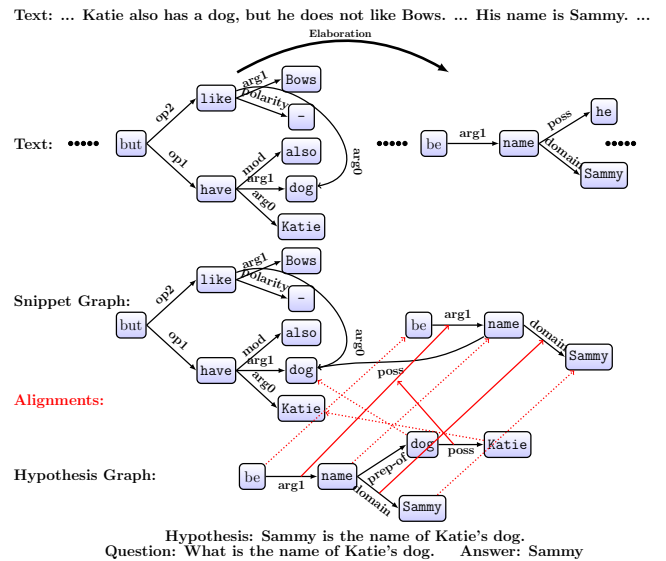 Text: ... Katie also has a dog, but he does not like Bows. ... His name is Sammy. ...
Elaboration
Bows
arg1
like
polarity
-
op2
he
poss
Text:
but
also
be
arg1
name
mod
arg0
op1
arg1
domain
have
dog
Sammy
arg0
Katie
Bows
arg1
like
polarity
-
op2
Snippet Graph:
but
also
be
arg1
name
mod
arg0
domain
op1
arg1
Sammy
have
dog
poss
arg0
Alignments:
Katie
dog
Katie
poss
prep-of
Hypothesis Graph:
be
name
arg1
domain
Sammy
Hypothesis: Sammy is the name of Katie's dog.
Question: What is the name of Katie's dog. Answer: Sammy